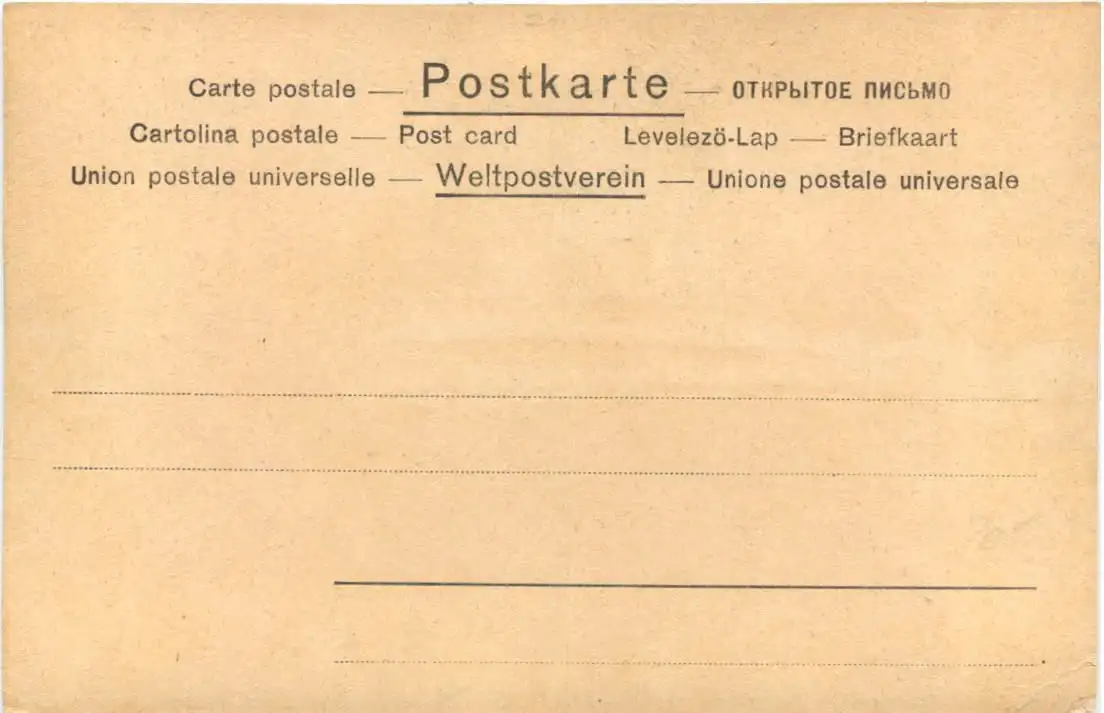 Carte postale — Postkarte — ОТКРЫТОЕ ПИСЬМО
Cartolina postale — Post card Levelezö-Lap — Briefkaart
Union postale universelle — Weltpostverein — Unione postale universale